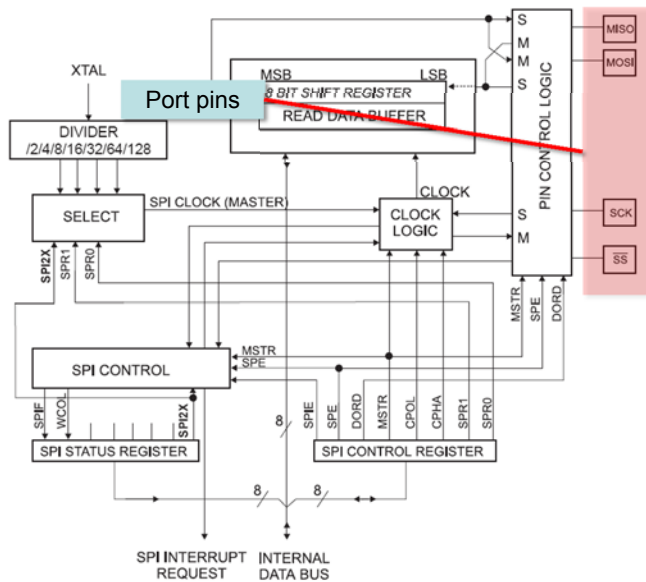 S
MISO
M
MOSI
M
XTAL
MSB
LSB
S
Port pins
8 BIT SHIFT REGISTER
READ DATA BUFFER
DIVIDER
/2/4/8/16/32/64/128
PIN CONTROL LOGIC
CLOCK
SPI CLOCK (MASTER)
S
SCK
SELECT
CLOCK
LOGIC
M
SS
SPI2X
SPR1
SPR0
MSTR
SPE
DORD
MSTR
SPE
SPI CONTROL
SPIF
WCOL
SPI2X
SPIE
SPE
DORD
MSTR
CPOL
CPHA
SPR1
SPR0
8
SPI STATUS REGISTER
SPI CONTROL REGISTER
8
8
SPI INTERRUPT
REQUEST
INTERNAL
DATA BUS